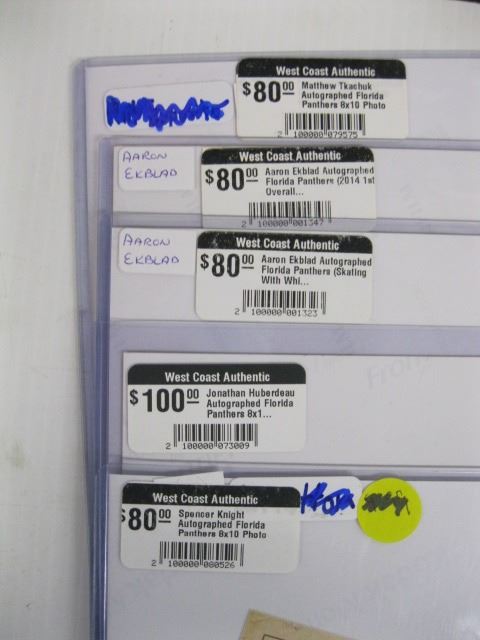 West Coast Authentic
$80 00 Matthew Tkachuk
Autographed Florida
Panthers 8x10 Photo
2 100000 079575
AARON
EKBLAD
West Coast Authentic
$80 00 Aaron Ekblad Autographed
Florida Panthers (2014 1st
Overall...
2 100000 001347
AARON
EKBLAD
West Coast Authentic
$80 00 Aaron Ekblad Autographed
Florida Panthers (Skating
With Whi...
2 100000 001323
West Coast Authentic
$100 00 Jonathan Huberdeau
Autographed Florida
Panthers 8x1...
2 100000 073009
West Coast Authentic
$80 00 Spencer Knight
Autographed Florida
Panthers 8x10 Photo
2 100000 080526